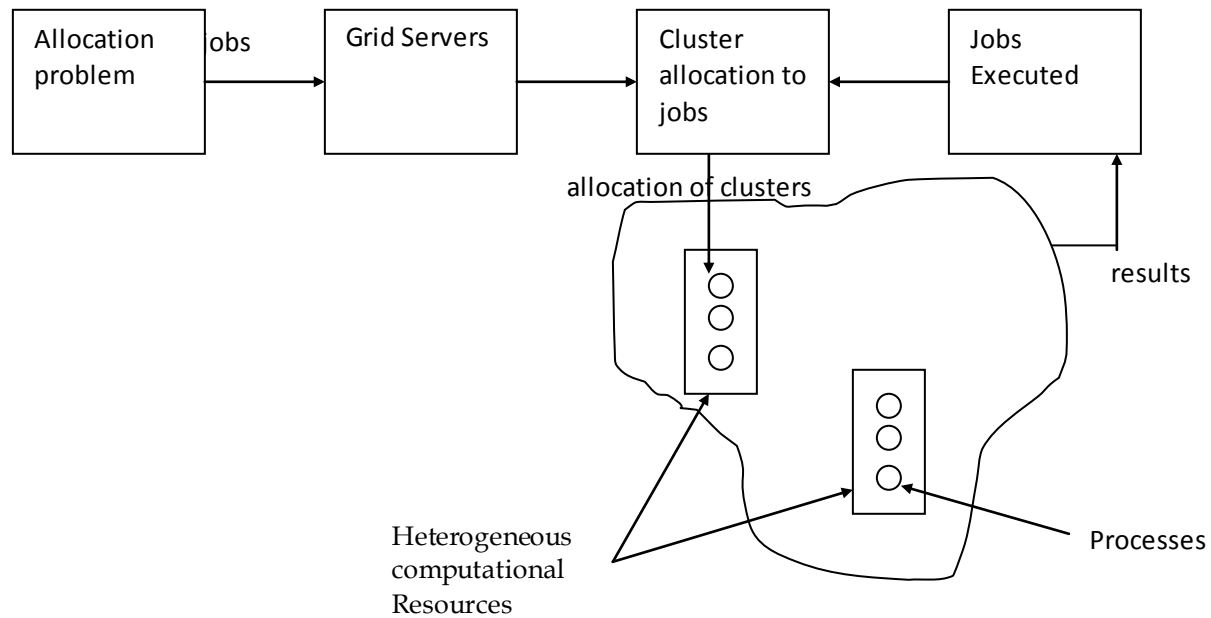 Allocation
problem
jobs
Grid Servers
Cluster
allocation to
jobs
Jobs
Executed
allocation of clusters
results
Heterogeneous
computational
Resources
Processes